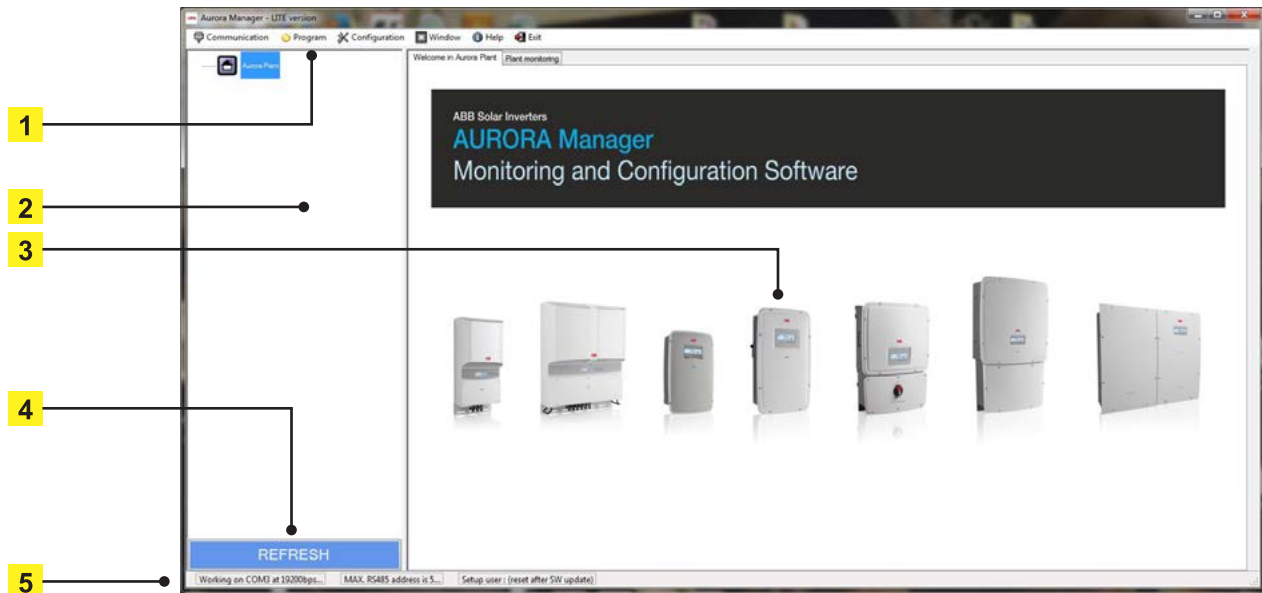 Aurora Manager - LITE version
Communication Program Configuration Window Help Exit
Aurora Plant
Welcome in Aurora Plant Plant monitoring
1
ABB Solar Inverters
AURORA Manager
Monitoring and Configuration Software
2
3
4
REFRESH
5
Working on COM3 at 19200bps... MAX. RS485 address is 5... Setup user : (reset after SW update)